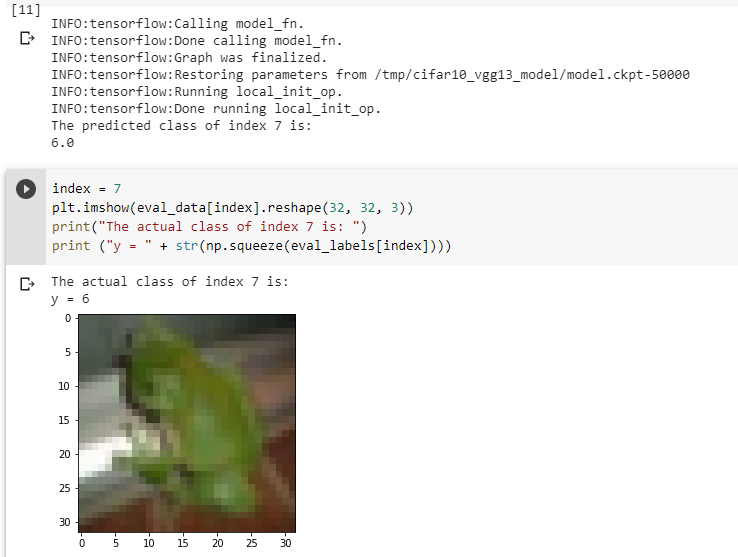 [11]
INFO:tensorflow:Calling model_fn.
INFO:tensorflow:Done calling model_fn.
INFO:tensorflow:Graph was finalized.
INFO:tensorflow:Restoring parameters from /tmp/cifar10_vgg13_model/model.ckpt-50000
INFO:tensorflow:Running local_init_op.
INFO:tensorflow:Done running local_init_op.
The predicted class of index 7 is:
6.0
index = 7
plt.imshow(eval_data[index].reshape(32, 32, 3))
print("The actual class of index 7 is: ")
print ("y = " + str(np.squeeze(eval_labels[index])))
The actual class of index 7 is:
y = 6
0
5
10
15
20
25
30
0 5 10 15 20 25 30